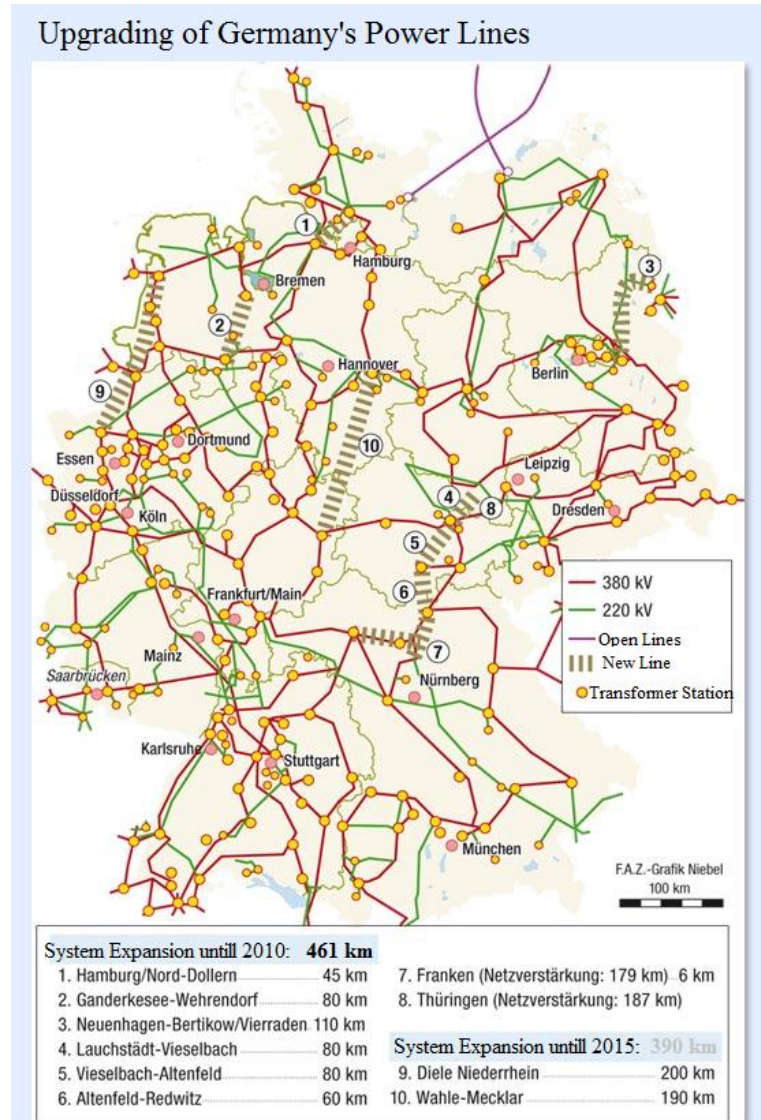 Upgrading of Germany's Power Lines
1
Hamburg
3
Bremen
2
Hannover
Berlin
9
Dortmund
10
Essen
Leipzig
4
Düsseldorf
8
Dresden
Köln
5
380 kV
Frankfurt/Main
6
220 kV
Open Lines
Mainz
7
New Line
Saarbrücken
Nürnberg
Transformer Station
Karlsruhe
Stuttgart
München
F.A.Z.-Grafik Niebel
100 km
System Expansion untill 2010: 461 km
1. Hamburg/Nord-Dollern 45 km
2. Ganderkesee-Wehrendorf 80 km
3. Neuenhagen-Bertikow/Vierraden 110 km
4. Lauchstädt-Vieselbach 80 km
5. Vieselbach-Altenfeld 80 km
6. Altenfeld-Redwitz 60 km
7. Franken (Netzverstärkung: 179 km) 6 km
8. Thüringen (Netzverstärkung: 187 km)
System Expansion untill 2015: 390 km
9. Diele Niederrhein 200 km
10. Wahle-Mecklar 190 km